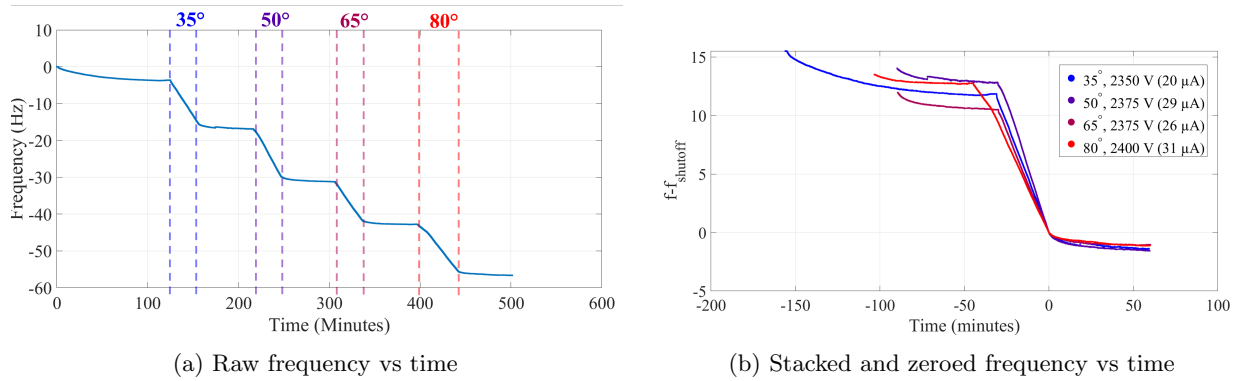 35° 50° 65° 80°
10
0
-10
-20
-30
-40
-50
-60
0 100 200 300 400 500 600
Frequency (Hz)
Time (Minutes)
(a) Raw frequency vs time
15
10
5
0
-5
-200 -150 -100 -50 0 50 100
f-f_shutoff
Time (minutes)
35°, 2350 V (20 µA)
50°, 2375 V (29 µA)
65°, 2375 V (26 µA)
80°, 2400 V (31 µA)
(b) Stacked and zeroed frequency vs time